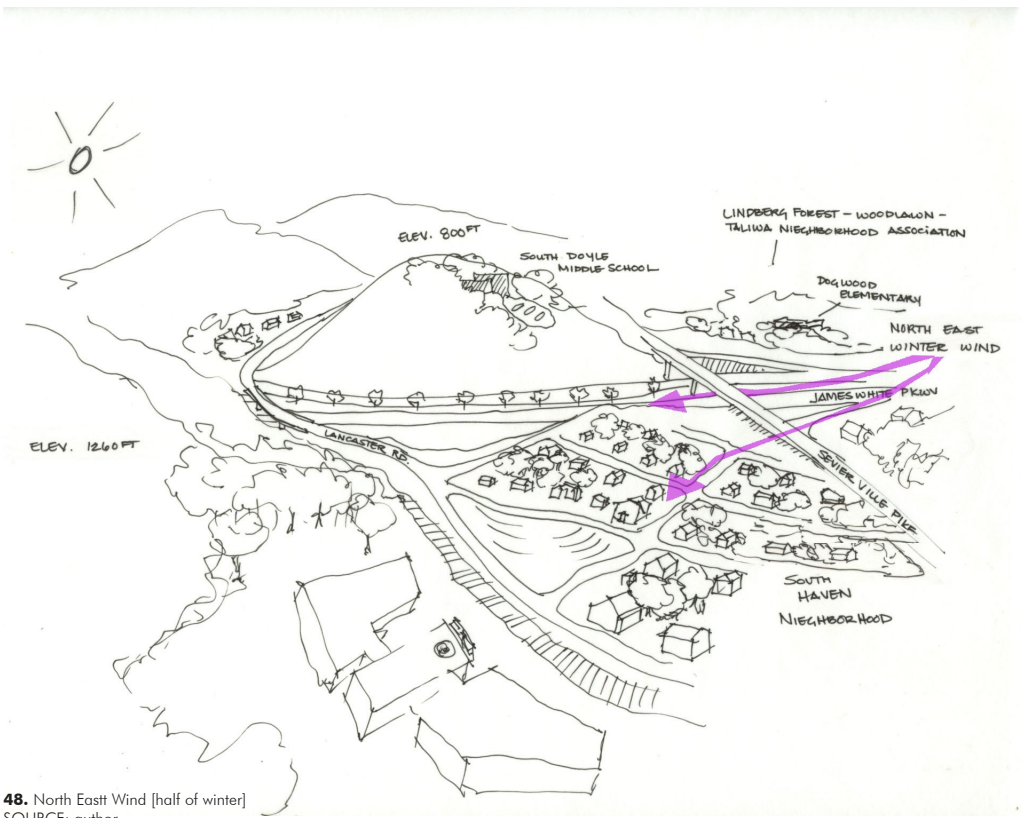 LINDBERG FOREST - WOODLAWN -
TALIWA NIEGHBORHOOD ASSOCIATION
ELEV. 800FT
SOUTH DOYLE
MIDDLE SCHOOL
DOGWOOD
ELEMENTARY
NORTH EAST
WINTER WIND
JAMES WHITE PKWY
LANCASTER RD.
ELEV. 1260FT
SEVIER VILLE PIKE
SOUTH
HAVEN
NIEGHBORHOOD
48. North Eastt Wind [half of winter]
SOURCE: author